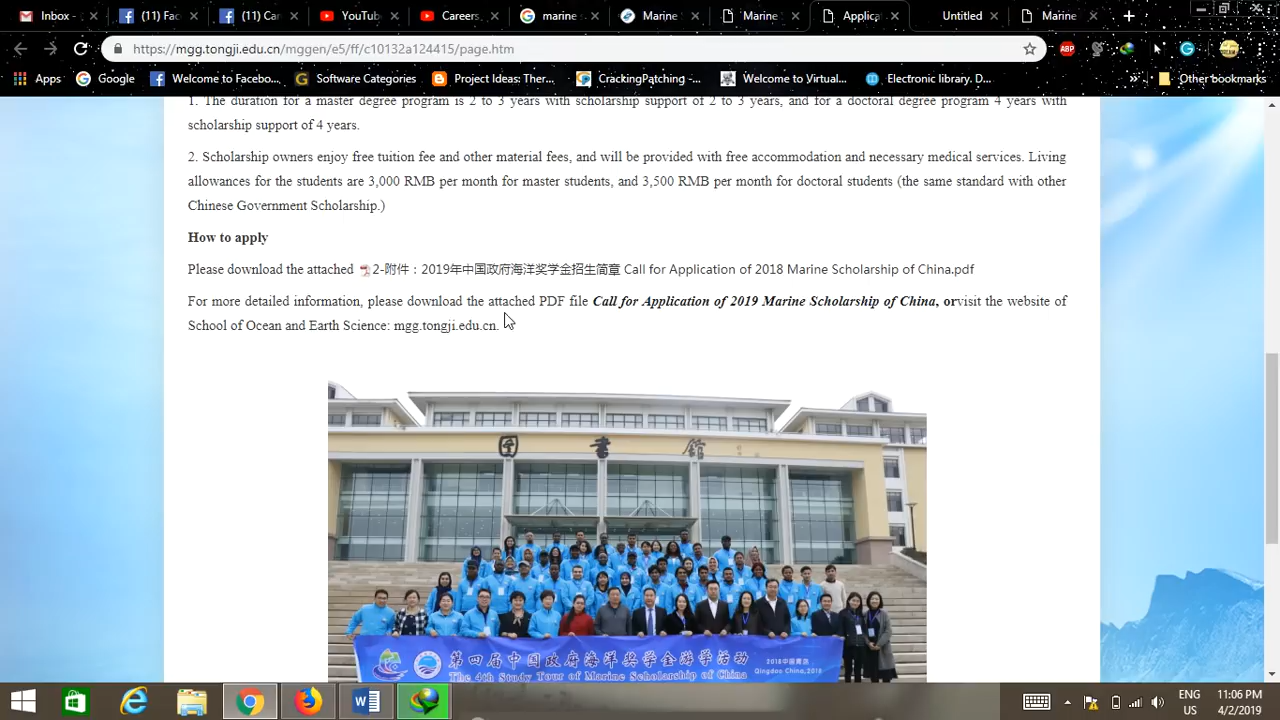 Inbox -
(11) Fac
(11) Ca
YouTub
Careers,
marine s
Marine
Marine
Applica
Untitled
Marine
https://mgg.tongji.edu.cn/mggen/e5/ff/c10132a124415/page.htm
Apps
Google
Welcome to Facebo...
Software Categories
Project Ideas: Ther...
CrackingPatching -...
Welcome to Virtual...
Electronic library. D...
Other bookmarks
1. The duration for a master degree program is 2 to 3 years with scholarship support of 2 to 3 years, and for a doctoral degree program 4 years with
scholarship support of 4 years.
2. Scholarship owners enjoy free tuition fee and other material fees, and will be provided with free accommodation and necessary medical services. Living
allowances for the students are 3,000 RMB per month for master students, and 3,500 RMB per month for doctoral students (the same standard with other
Chinese Government Scholarship.)
How to apply
Please download the attached 2-附件：2019年中国政府海洋奖学金招生简章 Call for Application of 2018 Marine Scholarship of China.pdf
For more detailed information, please download the attached PDF file Call for Application of 2019 Marine Scholarship of China, orvisit the website of
School of Ocean and Earth Science: mgg.tongji.edu.cn.
图書館
第四届中国政府海洋奖学金游学活动
The 4th Study Tour of Marine Scholarship of China
2018中国青岛
Qingdao China,2018
ENG
US
11:06 PM
4/2/2019